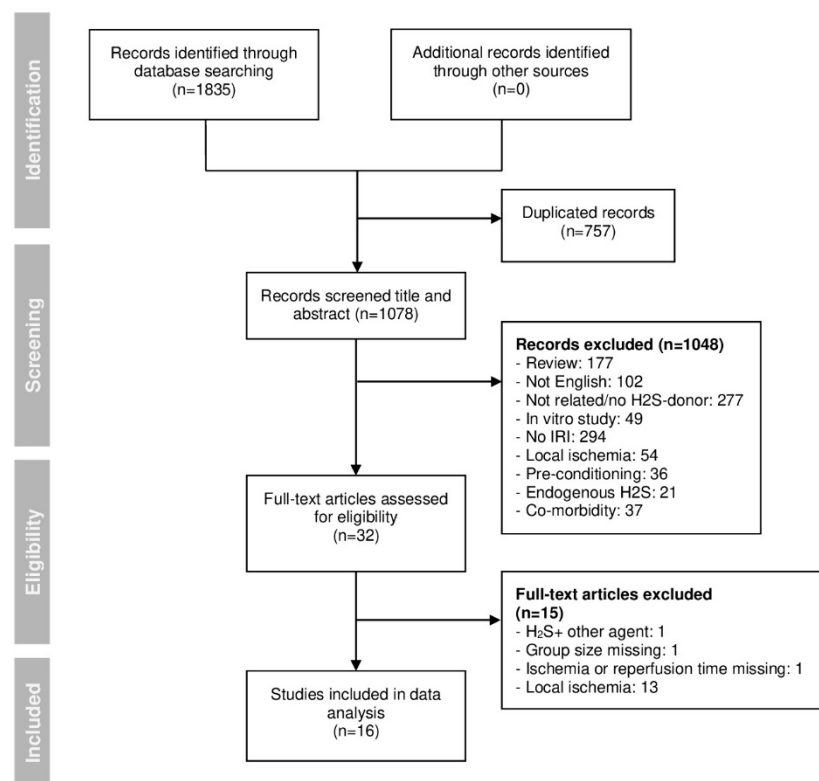 Identification
Records identified through
database searching
(n=1835)
Additional records identified
through other sources
(n=0)
Duplicated records
(n=757)
Screening
Records screened title and
abstract (n=1078)
Records excluded (n=1048)
- Review: 177
- Not English: 102
- Not related/no H2S-donor: 277
- In vitro study: 49
- No IRI: 294
- Local ischemia: 54
- Pre-conditioning: 36
- Endogenous H2S: 21
- Co-morbidity: 37
Eligibility
Full-text articles assessed
for eligibility
(n=32)
Full-text articles excluded
(n=15)
- H₂S+ other agent: 1
- Group size missing: 1
- Ischemia or reperfusion time missing: 1
- Local ischemia: 13
Included
Studies included in data
analysis
(n=16)